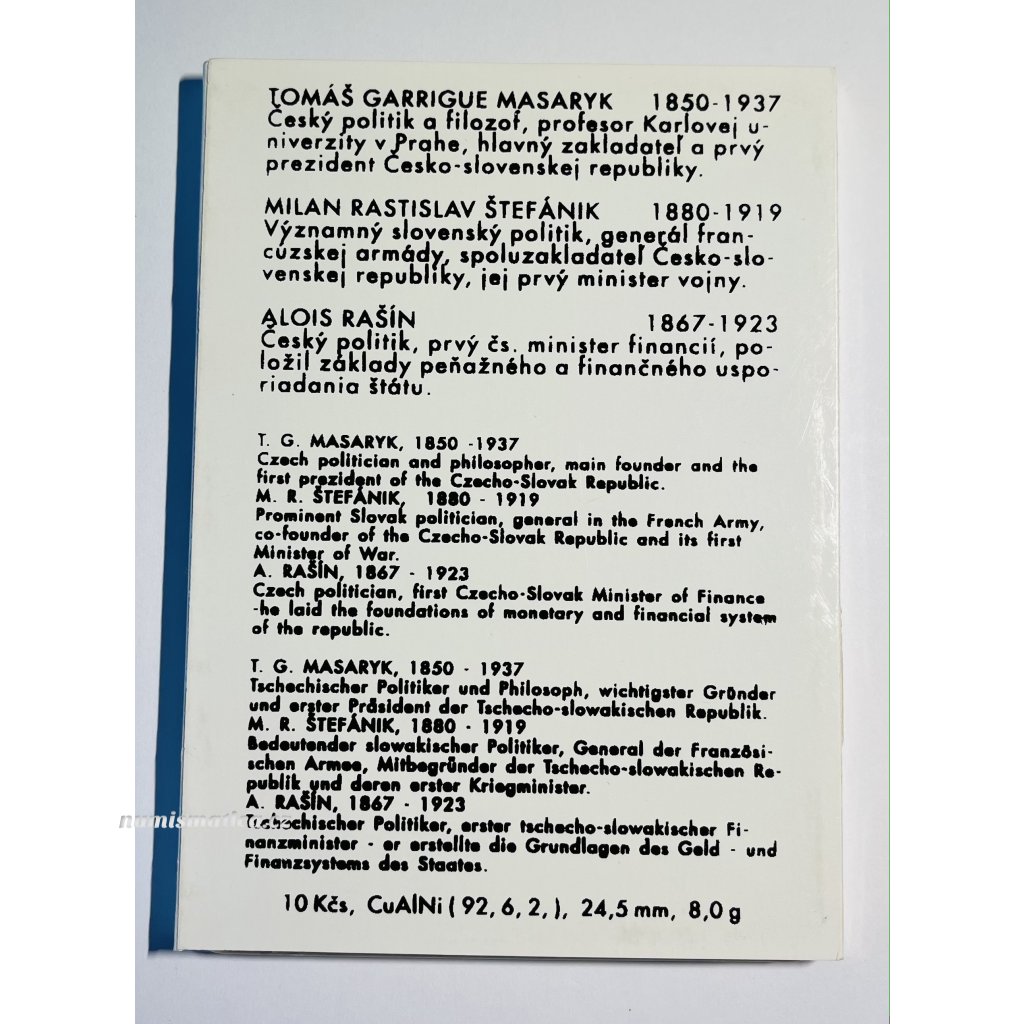 TOMÁŠ GARRIGUE MASARYK 1850-1937
Český politik a filozof, profesor Karlovej u-
niverzity v Prahe, hlavný zakladateľ a prvý
prezident Česko-slovenskej republiky.
MILAN RASTISLAV ŠTEFÁNIK 1880-1919
Významný slovenský politik, generál fran-
cúzskej armády, spoluzakladateľ Česko-slo-
venskej republiky, jej prvý minister vojny.
ALOIS RAŠÍN 1867-1923
Český politik, prvý čs. minister financií, po-
ložil základy peňažného a finančného uspo-
riadania štátu.
T. G. MASARYK, 1850 -1937
Czech politician and philosopher, main founder and the
first prezident of the Czecho-Slovak Republic.
M. R. ŠTEFÁNIK, 1880 - 1919
Prominent Slovak politician, general in the French Army,
co-founder of the Czecho-Slovak Republic and its first
Minister of War.
A. RAŠÍN, 1867 - 1923
Czech politician, first Czecho-Slovak Minister of Finance
-he laid the foundations of monetary and financial system
of the republic.
T. G. MASARYK, 1850 - 1937
Tschechischer Politiker und Philosoph, wichtigster Gründer
und erster Präsident der Tschecho-slowakischen Republik.
M. R. ŠTEFÁNIK, 1880 - 1919
Bedeutender slowakischer Politiker, General der Französi-
schen Armee, Mitbegründer der Tschecho-slowakischen Re-
publik und deren erster Kriegminister.
A. RAŠÍN, 1867 - 1923
Tschechischer Politiker, erster tschecho-slowakischer Fi-
nanzminister - er erstellte die Grundlagen des Geld - und
Finanzsystems des Staates.
10 Kčs, CuAlNi ( 92, 6, 2, ), 24,5 mm, 8,0 g